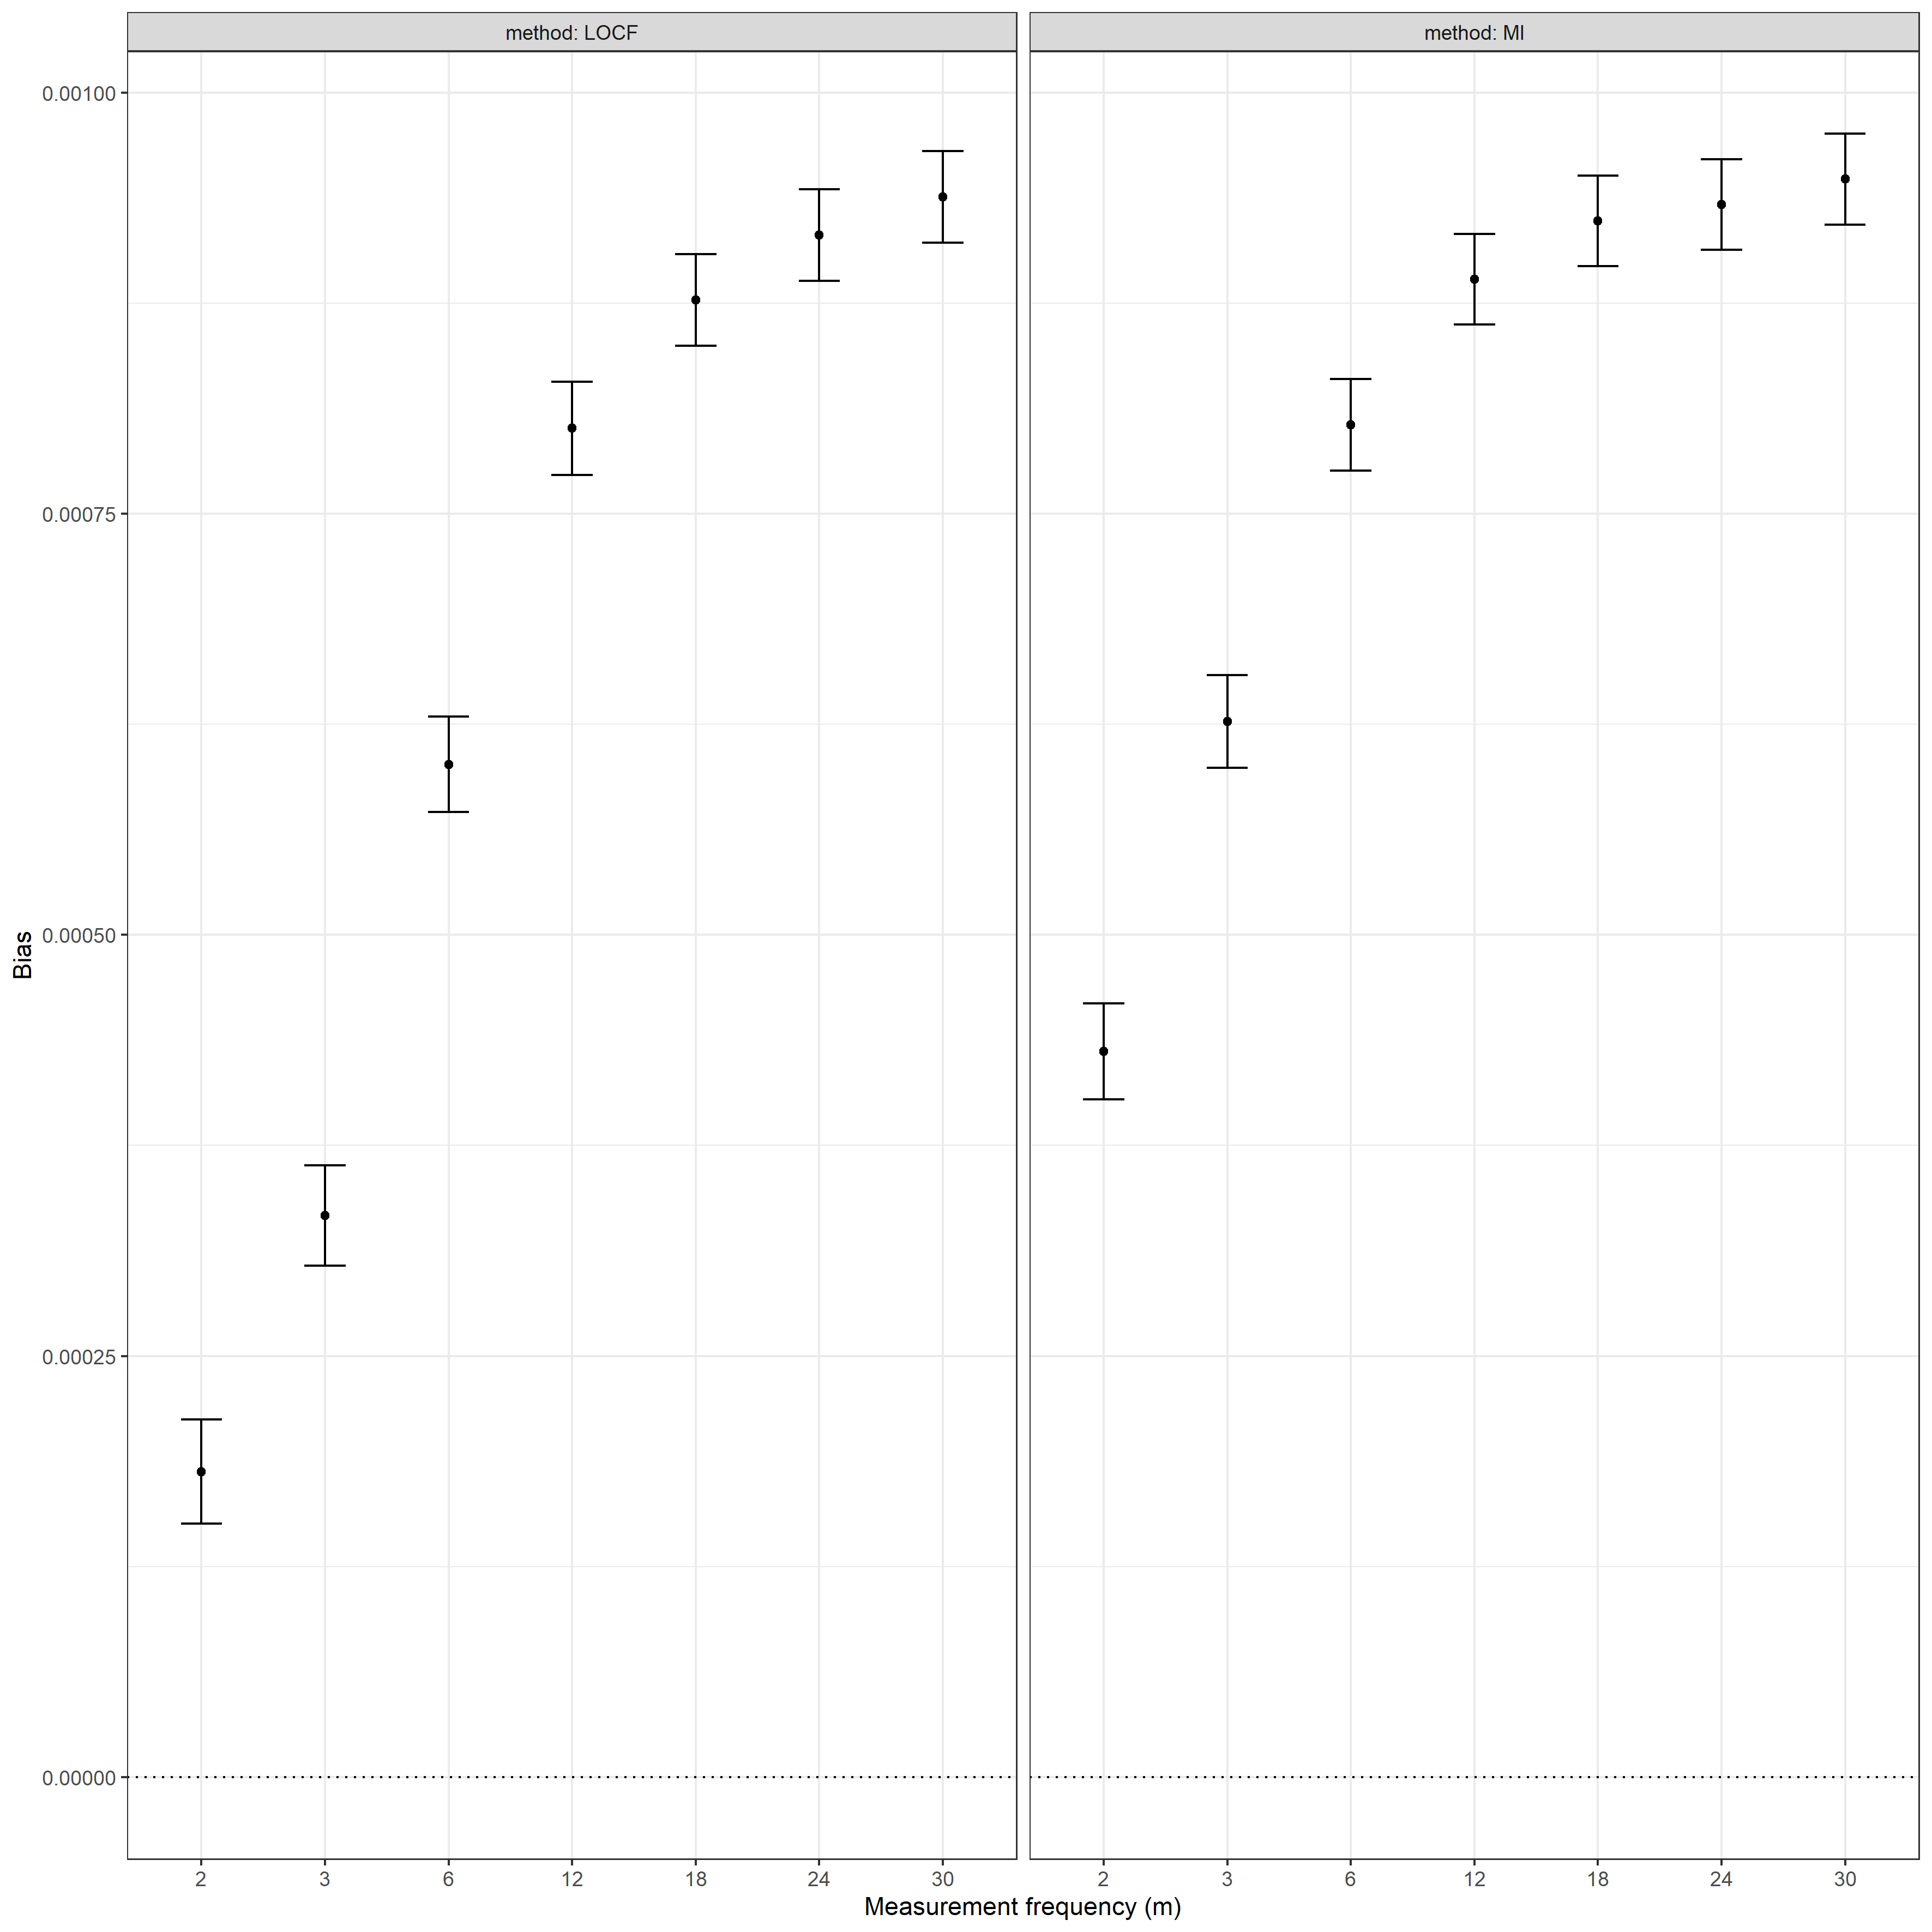 method: LOCF
method: MI
0.00100
0.00075
0.00050
0.00025
0.00000
Bias
2 3 6 12 18 24 30
2 3 6 12 18 24 30
Measurement frequency (m)